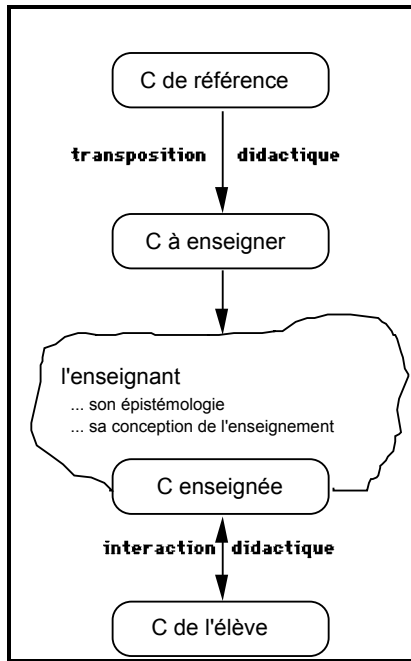 C de référence
transposition didactique
C à enseigner
l'enseignant
... son épistémologie
... sa conception de l'enseignement
C enseignée
interaction didactique
C de l'élève